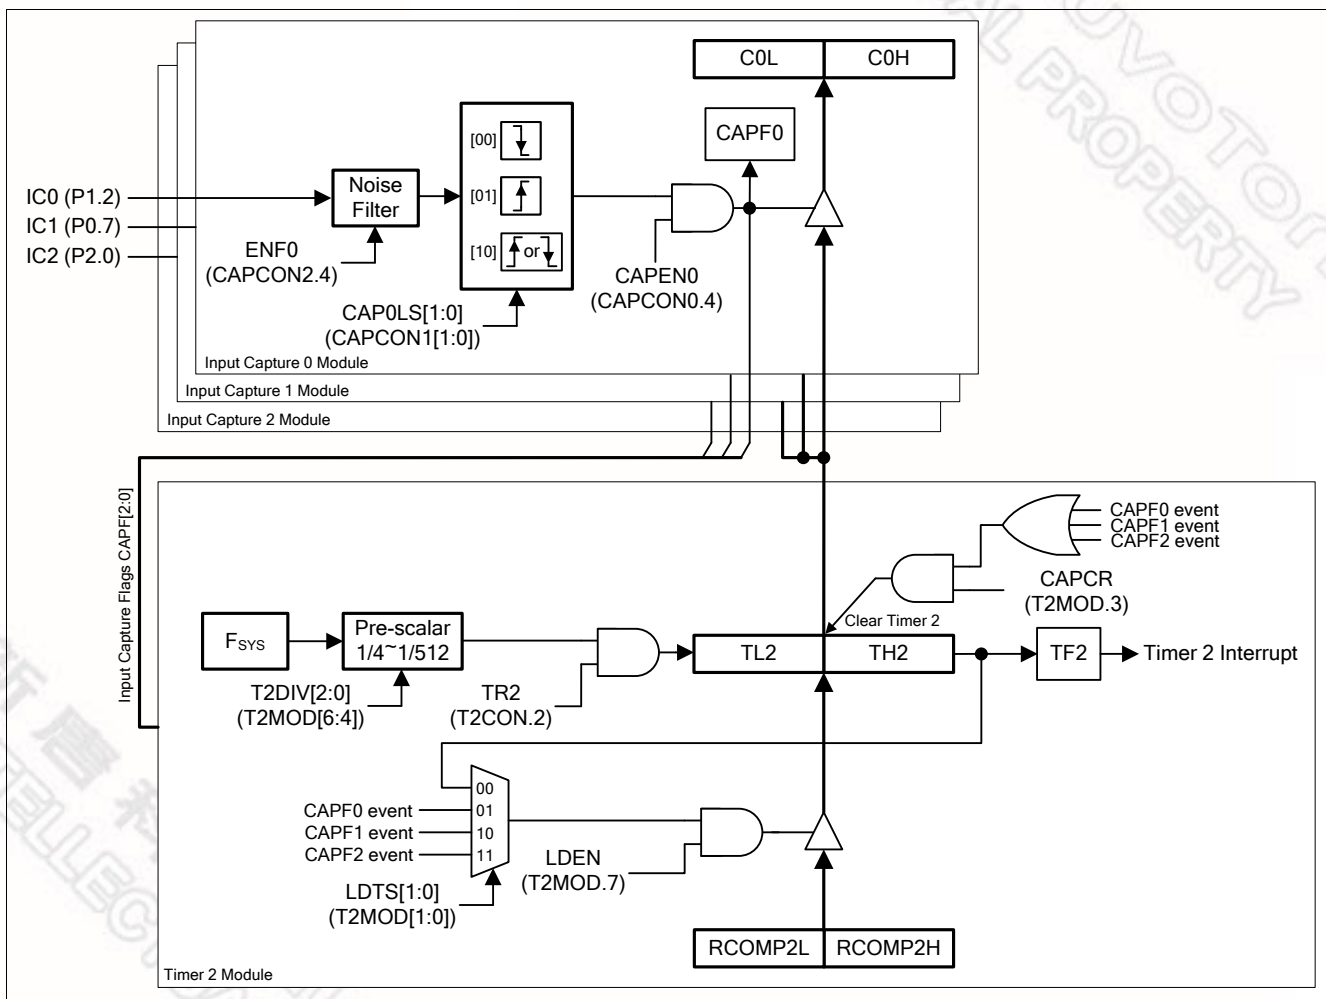 C0L
C0H
CAPF0
[00]
[01]
[10]
or
Noise
Filter
IC0 (P1.2)
IC1 (P0.7)
IC2 (P2.0)
ENF0
(CAPCON2.4)
CAPEN0
(CAPCON0.4)
CAP0LS[1:0]
(CAPCON1[1:0])
Input Capture 0 Module
Input Capture 1 Module
Input Capture 2 Module
Input Capture Flags CAPF[2:0]
CAPF0 event
CAPF1 event
CAPF2 event
CAPCR
(T2MOD.3)
Clear Timer 2
FSYS
Pre-scalar
1/4~1/512
TL2
TH2
TF2
Timer 2 Interrupt
T2DIV[2:0]
(T2MOD[6:4])
TR2
(T2CON.2)
00
CAPF0 event 01
CAPF1 event 10
CAPF2 event 11
LDEN
(T2MOD.7)
LDTS[1:0]
(T2MOD[1:0])
RCOMP2L
RCOMP2H
Timer 2 Module